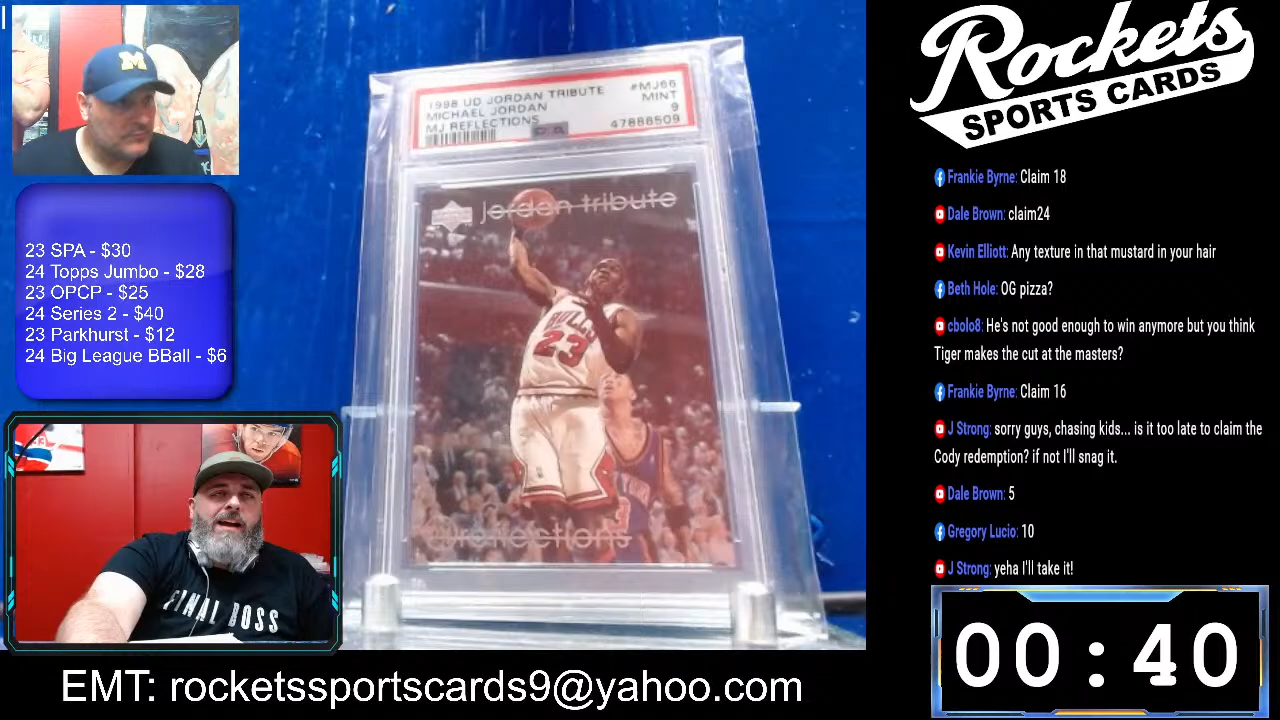 M
1998 UD JORDAN TRIBUTE #MJ66
MICHAEL JORDAN MINT
MJ REFLECTIONS 9
47888509
jordan tribute
BULLS
23
mj reflections
Rockets
SPORTS CARDS
23 SPA - $30
24 Topps Jumbo - $28
23 OPCP - $25
24 Series 2 - $40
23 Parkhurst - $12
24 Big League BBall - $6
FINAL BOSS
Frankie Byrne: Claim 18
Dale Brown: claim24
Kevin Elliott: Any texture in that mustard in your hair
Beth Hole: OG pizza?
cbolo8: He's not good enough to win anymore but you think
Tiger makes the cut at the masters?
Frankie Byrne: Claim 16
J Strong: sorry guys, chasing kids... is it too late to claim the
Cody redemption? if not I'll snag it.
Dale Brown: 5
Gregory Lucio: 10
J Strong: yeha I'll take it!
00:40
EMT: rocketssportscards9@yahoo.com